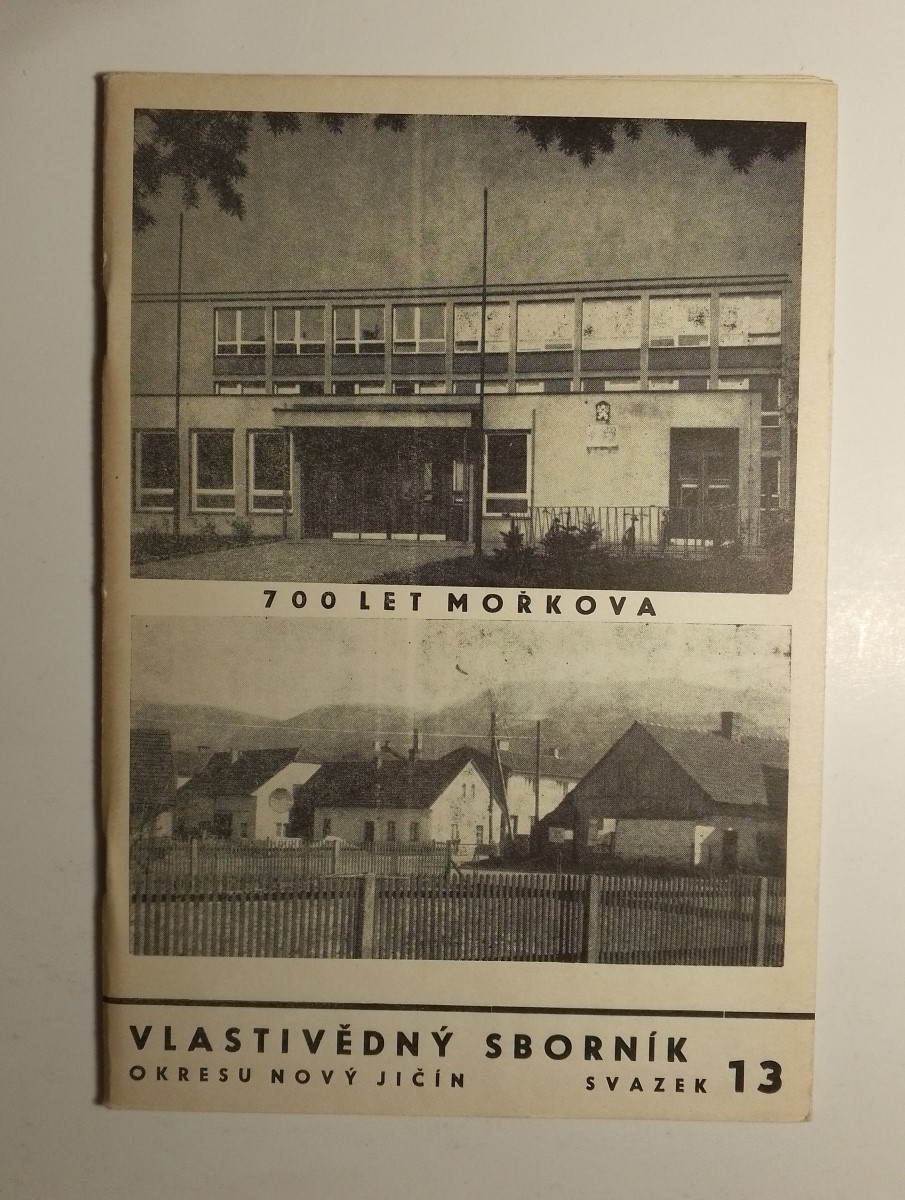 700 LET MOŘKOVA
VLASTIVĚDNÝ SBORNÍK
OKRESU NOVÝ JIČÍN SVAZEK 13